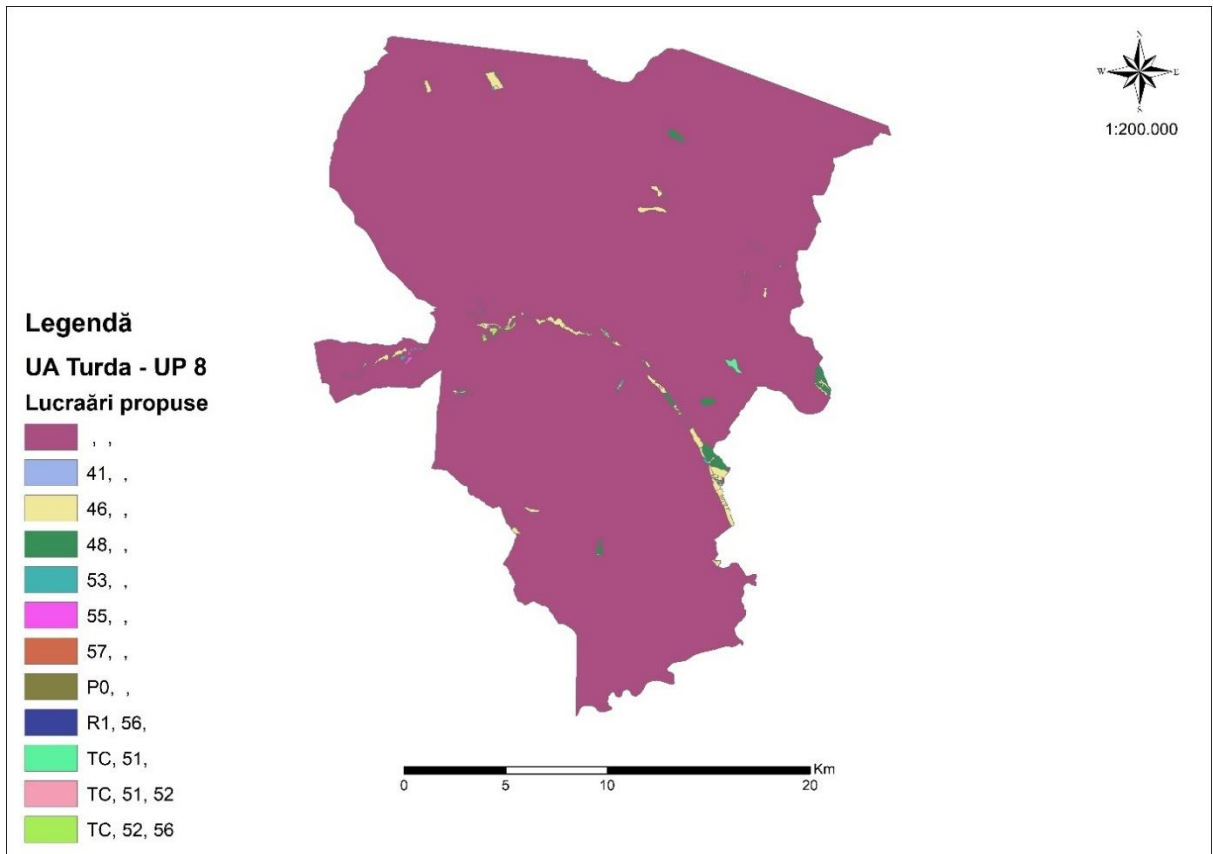 N
W E
S
1:200.000
Legendă
UA Turda - UP 8
Lucraări propuse
, ,
41, ,
46, ,
48, ,
53, ,
55, ,
57, ,
P0, ,
R1, 56,
TC, 51,
TC, 51, 52
TC, 52, 56
Km
0 5 10 20